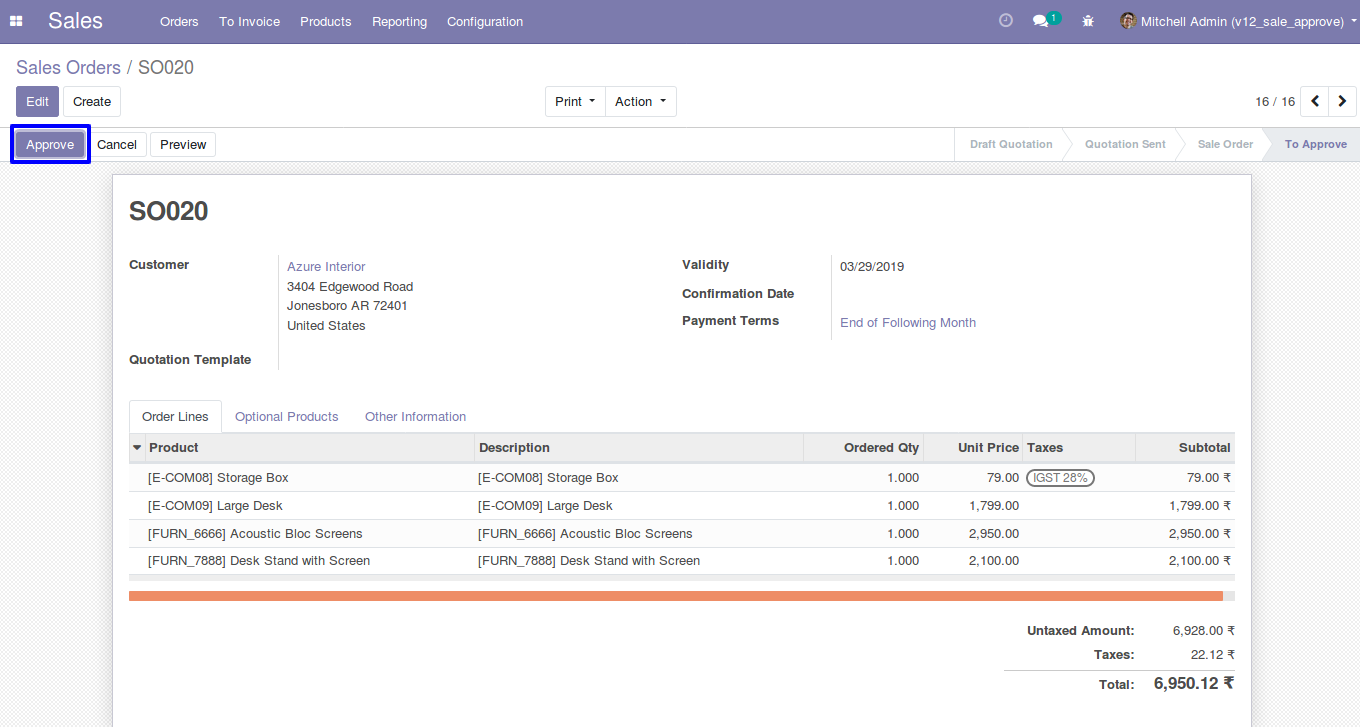 Sales Orders To Invoice Products Reporting Configuration 1 Mitchell Admin (v12_sale_approve)
Sales Orders / SO020
Edit Create Print Action 16 / 16
Approve Cancel Preview Draft Quotation Quotation Sent Sale Order To Approve
SO020
Customer Azure Interior Validity 03/29/2019
3404 Edgewood Road Confirmation Date
Jonesboro AR 72401
United States Payment Terms End of Following Month
Quotation Template
Order Lines Optional Products Other Information
Product Description Ordered Qty Unit Price Taxes Subtotal
[E-COM08] Storage Box [E-COM08] Storage Box 1.000 79.00 IGST 28% 79.00 ₹
[E-COM09] Large Desk [E-COM09] Large Desk 1.000 1,799.00 1,799.00 ₹
[FURN_6666] Acoustic Bloc Screens [FURN_6666] Acoustic Bloc Screens 1.000 2,950.00 2,950.00 ₹
[FURN_7888] Desk Stand with Screen [FURN_7888] Desk Stand with Screen 1.000 2,100.00 2,100.00 ₹
Untaxed Amount: 6,928.00 ₹
Taxes: 22.12 ₹
Total: 6,950.12 ₹